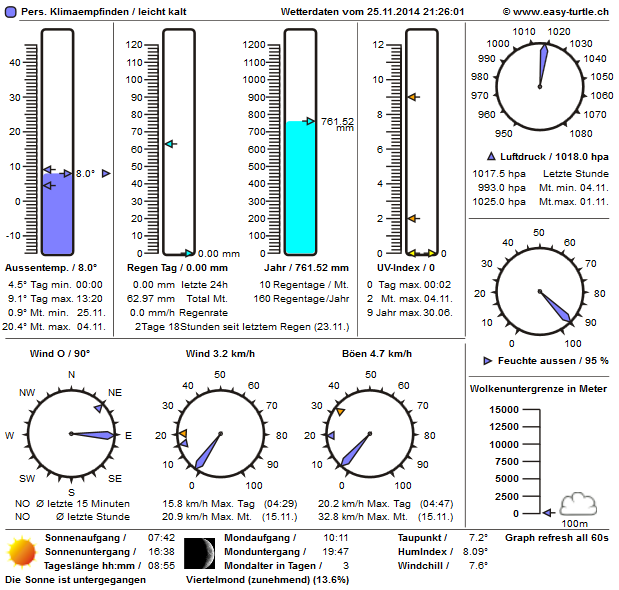 Pers. Klimaempfinden / leicht kalt
Wetterdaten vom 25.11.2014 21:26:01
© www.easy-turtle.ch
40
30
20
10
0
-10
8.0°
Aussentemp. / 8.0°
4.5° Tag min. 00:00
9.1° Tag max. 13:20
0.9° Mt. min. 25.11.
20.4° Mt. max. 04.11.
120
110
100
90
80
70
60
50
40
30
20
10
0
0.00 mm
Regen Tag / 0.00 mm
0.00 mm letzte 24h
62.97 mm Total Mt.
0.0 mm/h Regenrate
2Tage 18Stunden seit letztem Regen (23.11.)
1200
1100
1000
900
800
700
600
500
400
300
200
100
0
761.52
mm
Jahr / 761.52 mm
10 Regentage / Mt.
160 Regentage/Jahr
12
10
8
6
4
2
0
0
UV-Index / 0
0 Tag max. 00:02
2 Mt. max. 04.11.
9 Jahr max. 30.06.
950
960
970
980
990
1000
1010
1020
1030
1040
1050
1060
1070
1080
Luftdruck / 1018.0 hpa
1017.5 hpa Letzte Stunde
993.0 hpa Mt. min. 04.11.
1025.0 hpa Mt.max. 01.11.
0
10
20
30
40
50
60
70
80
90
100
Feuchte aussen / 95 %
Wind O / 90°
N
NE
E
SE
S
SW
W
NW
NO Ø letzte 15 Minuten
NO Ø letzte Stunde
Wind 3.2 km/h
0
10
20
30
40
50
60
70
80
90
100
15.8 km/h Max. Tag (04:29)
20.9 km/h Max. Mt. (15.11.)
Böen 4.7 km/h
0
10
20
30
40
50
60
70
80
90
100
20.2 km/h Max. Tag (04:47)
32.8 km/h Max. Mt. (15.11.)
Wolkenuntergrenze in Meter
15000
12500
10000
7500
5000
2500
0
100m
Graph refresh all 60s
Sonnenaufgang / 07:42
Sonnenuntergang / 16:38
Tageslänge hh:mm / 08:55
Die Sonne ist untergegangen
Mondaufgang / 10:11
Monduntergang / 19:47
Mondalter in Tagen / 3
Viertelmond (zunehmend) (13.6%)
Taupunkt / 7.2°
HumIndex / 8.09°
Windchill / 7.6°